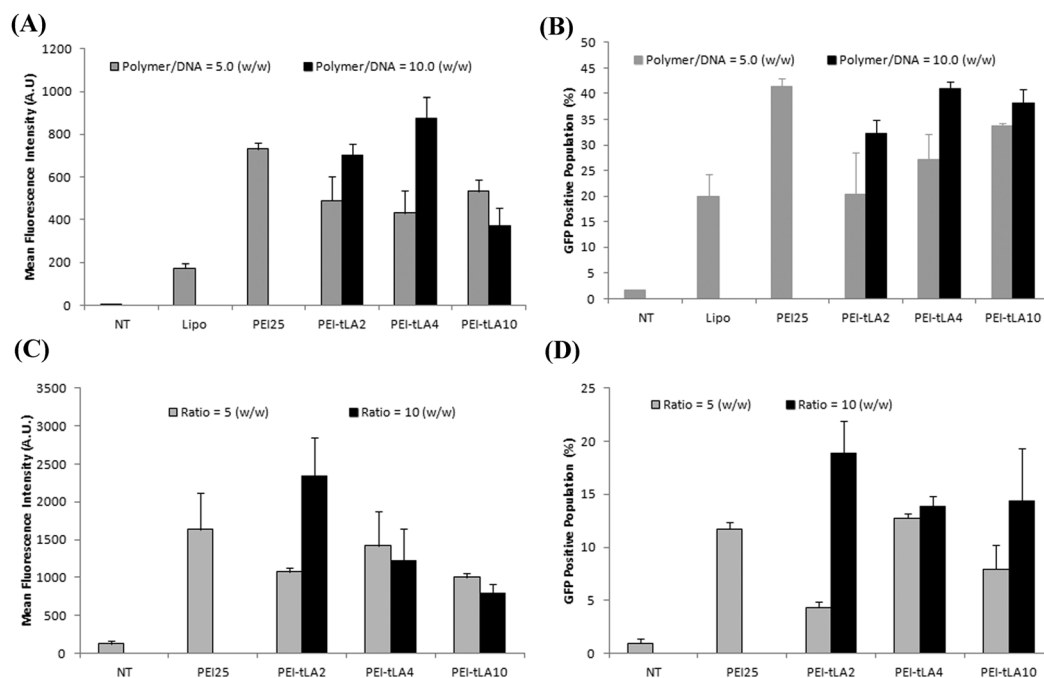 (A)
Mean Fluorescence Intensity (A.U)
1200
1000
800
600
400
200
0
Polymer/DNA = 5.0 (w/w)
Polymer/DNA = 10.0 (w/w)
NT
Lipo
PEI25
PEI-tLA2
PEI-tLA4
PEI-tLA10
(B)
GFP Positive Population (%)
50
45
40
35
30
25
20
15
10
5
0
Polymer/DNA = 5.0 (w/w)
Polymer/DNA = 10.0 (w/w)
NT
Lipo
PEI25
PEI-tLA2
PEI-tLA4
PEI-tLA10
(C)
Mean Fluorescence Intensity (A.U.)
3500
3000
2500
2000
1500
1000
500
0
Ratio = 5 (w/w)
Ratio = 10 (w/w)
NT
PEI25
PEI-tLA2
PEI-tLA4
PEI-tLA10
(D)
GFP Positive Population (%)
25
20
15
10
5
0
Ratio = 5 (w/w)
Ratio = 10 (w/w)
NT
PEI25
PEI-tLA2
PEI-tLA4
PEI-tLA10